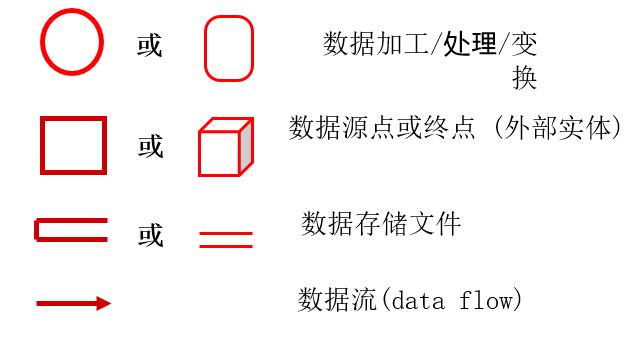 或 数据加工/处理/变
换
或 数据源点或终点 (外部实体)
或 数据存储文件
数据流(data flow)